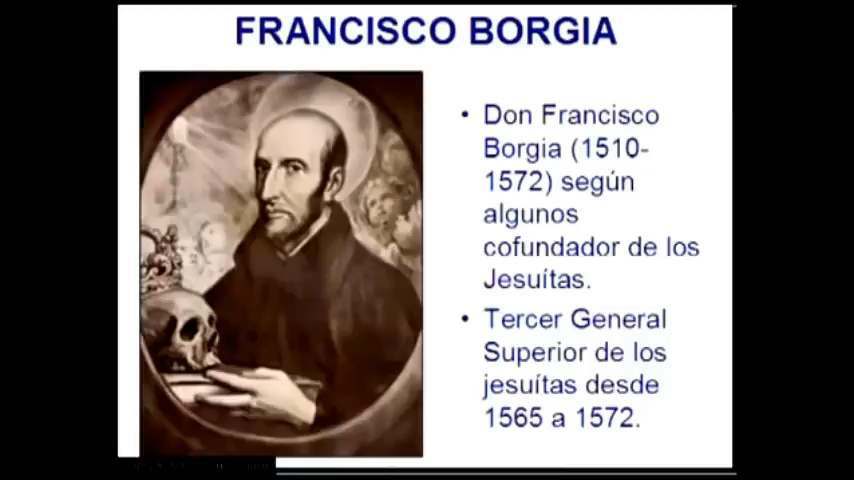 FRANCISCO BORGIA
• Don Francisco
Borgia (1510-
1572) según
algunos
cofundador de los
Jesuítas.
• Tercer General
Superior de los
jesuítas desde
1565 a 1572.